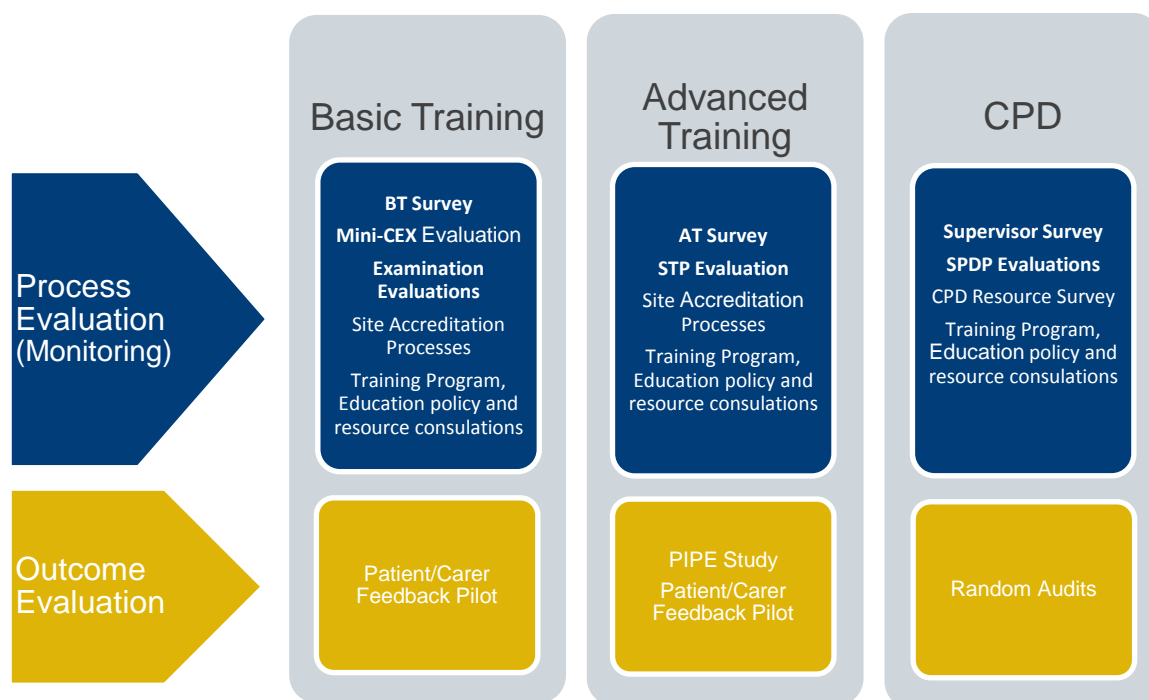 Basic Training
Advanced
Training
CPD
Process
Evaluation
(Monitoring)
BT Survey
Mini-CEX Evaluation
Examination
Evaluations
Site Accreditation
Processes
Training Program,
Education policy and
resource consulations
AT Survey
STP Evaluation
Site Accreditation
Processes
Training Program,
Education policy and
resource consulations
Supervisor Survey
SPDP Evaluations
CPD Resource Survey
Training Program,
Education policy and
resource consulations
Outcome
Evaluation
Patient/Carer
Feedback Pilot
PIPE Study
Patient/Carer
Feedback Pilot
Random Audits